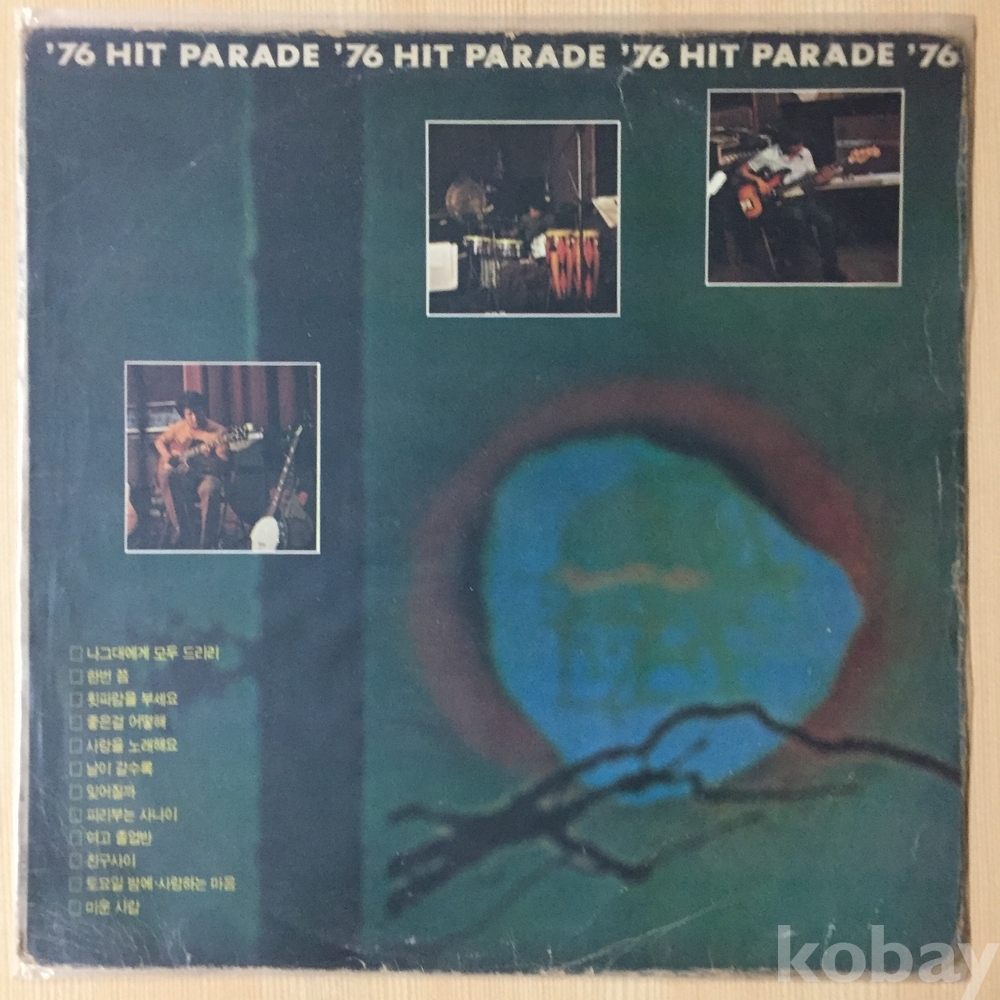 '76 HIT PARADE '76 HIT PARADE '76 HIT PARADE '76
나그대에게 모두 드리리
한번 쯤
휫파람을 부세요
좋은걸 어떻해
사랑을 노래해요
날이 갈수록
잊어질까
피리부는 사나이
여고 졸업반
친구사이
토요일 밤에·사랑하는 마음
미운 사람
kobay